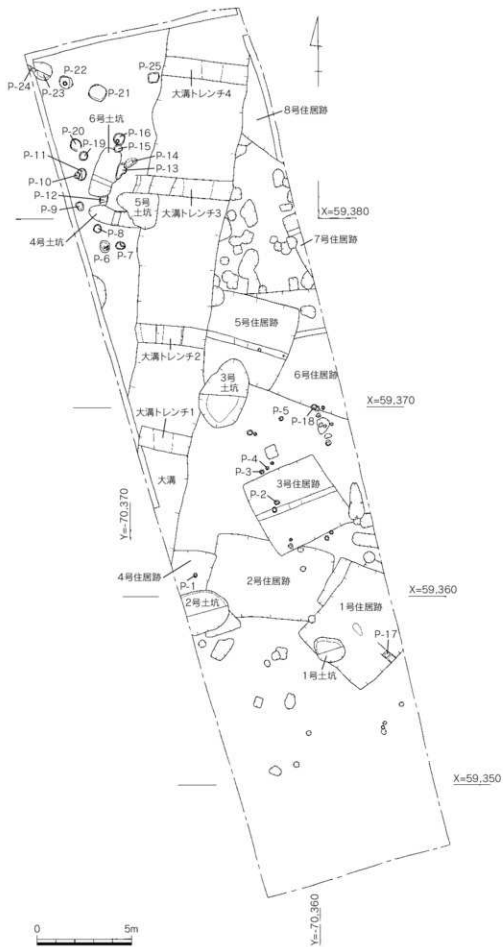 P-25
P-22
P-24
P-23
P-21
大溝トレンチ4
8号住居跡
6号土坑
P-20
P-16
P-19
P-15
P-11
P-14
P-10
P-13
P-12
P-9
5号
土坑
大溝トレンチ3
X=59,380
P-8
7号住居跡
4号土坑
P-6
P-7
5号住居跡
大溝トレンチ2
6号住居跡
3号
土坑
X=59,370
P-5
大溝トレンチ1
P-18
P-4
P-3
大溝
3号住居跡
P-2
Y=-70,370
4号住居跡
P-1
2号住居跡
X=59,360
2号土坑
1号住居跡
P-17
1号土坑
X=59,350
Y=-70,360
0 5m